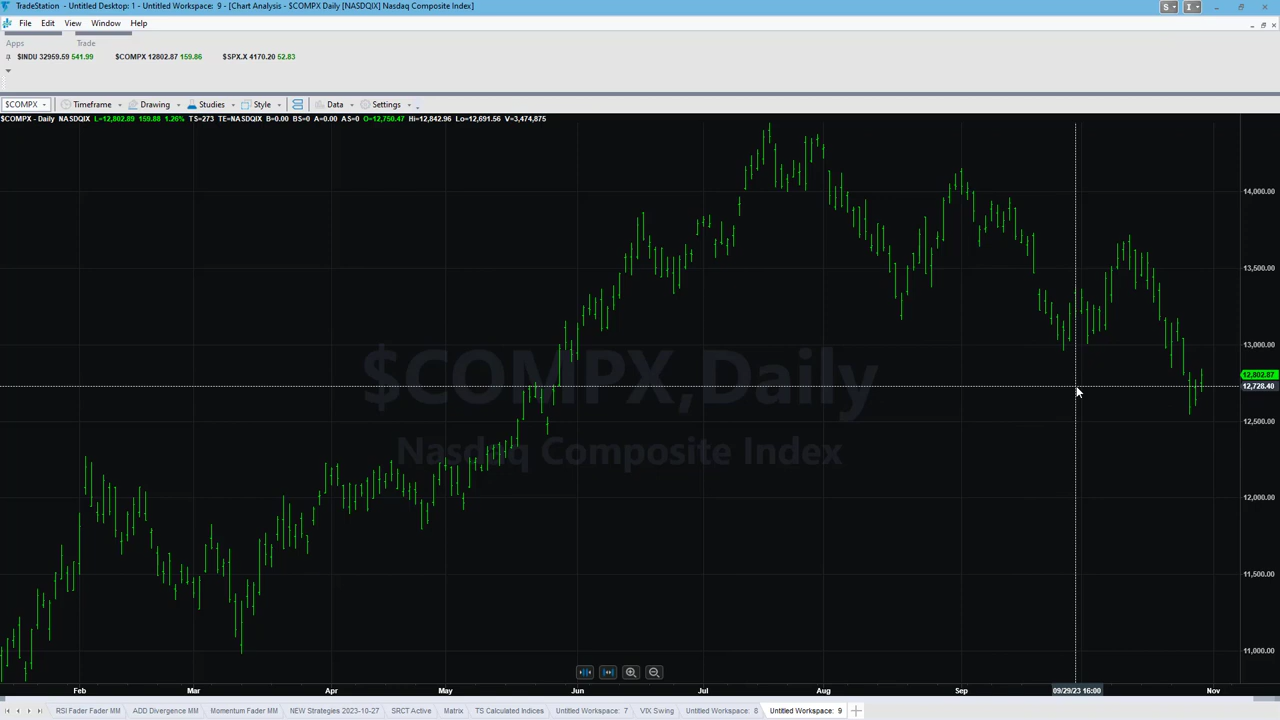 TradeStation - Untitled Desktop: 1 - Untitled Workspace: 9 - [Chart Analysis - $COMPX Daily [NASDQIX] Nasdaq Composite Index]
S I
File Edit View Window Help
Apps Trade
$INDU 32959.59 541.99 $COMPX 12802.87 159.86 $SPX.X 4170.20 52.83
$COMPX Timeframe Drawing Studies Style Data Settings
$COMPX - Daily NASDQIX L=12,802.89 159.88 1.26% TS=273 TE=NASDQIX B=0.00 BS=0 A=0.00 AS=0 O=12,750.47 Hi=12,842.96 Lo=12,691.56 V=3,474,875
14,000.00
13,500.00
13,000.00
$COMPX,Daily
12,802.87
12,728.40
12,500.00
Nasdaq Composite Index
12,000.00
11,500.00
11,000.00
Feb Mar Apr May Jun Jul Aug Sep 09/29/23 16:00 Nov
RSI Fader Fader MM ADD Divergence MM Momentum Fader MM NEW Strategies 2023-10-27 SRCT Active Matrix TS Calculated Indices Untitled Workspace: 7 VIX Swing Untitled Workspace: 8 Untitled Workspace: 9